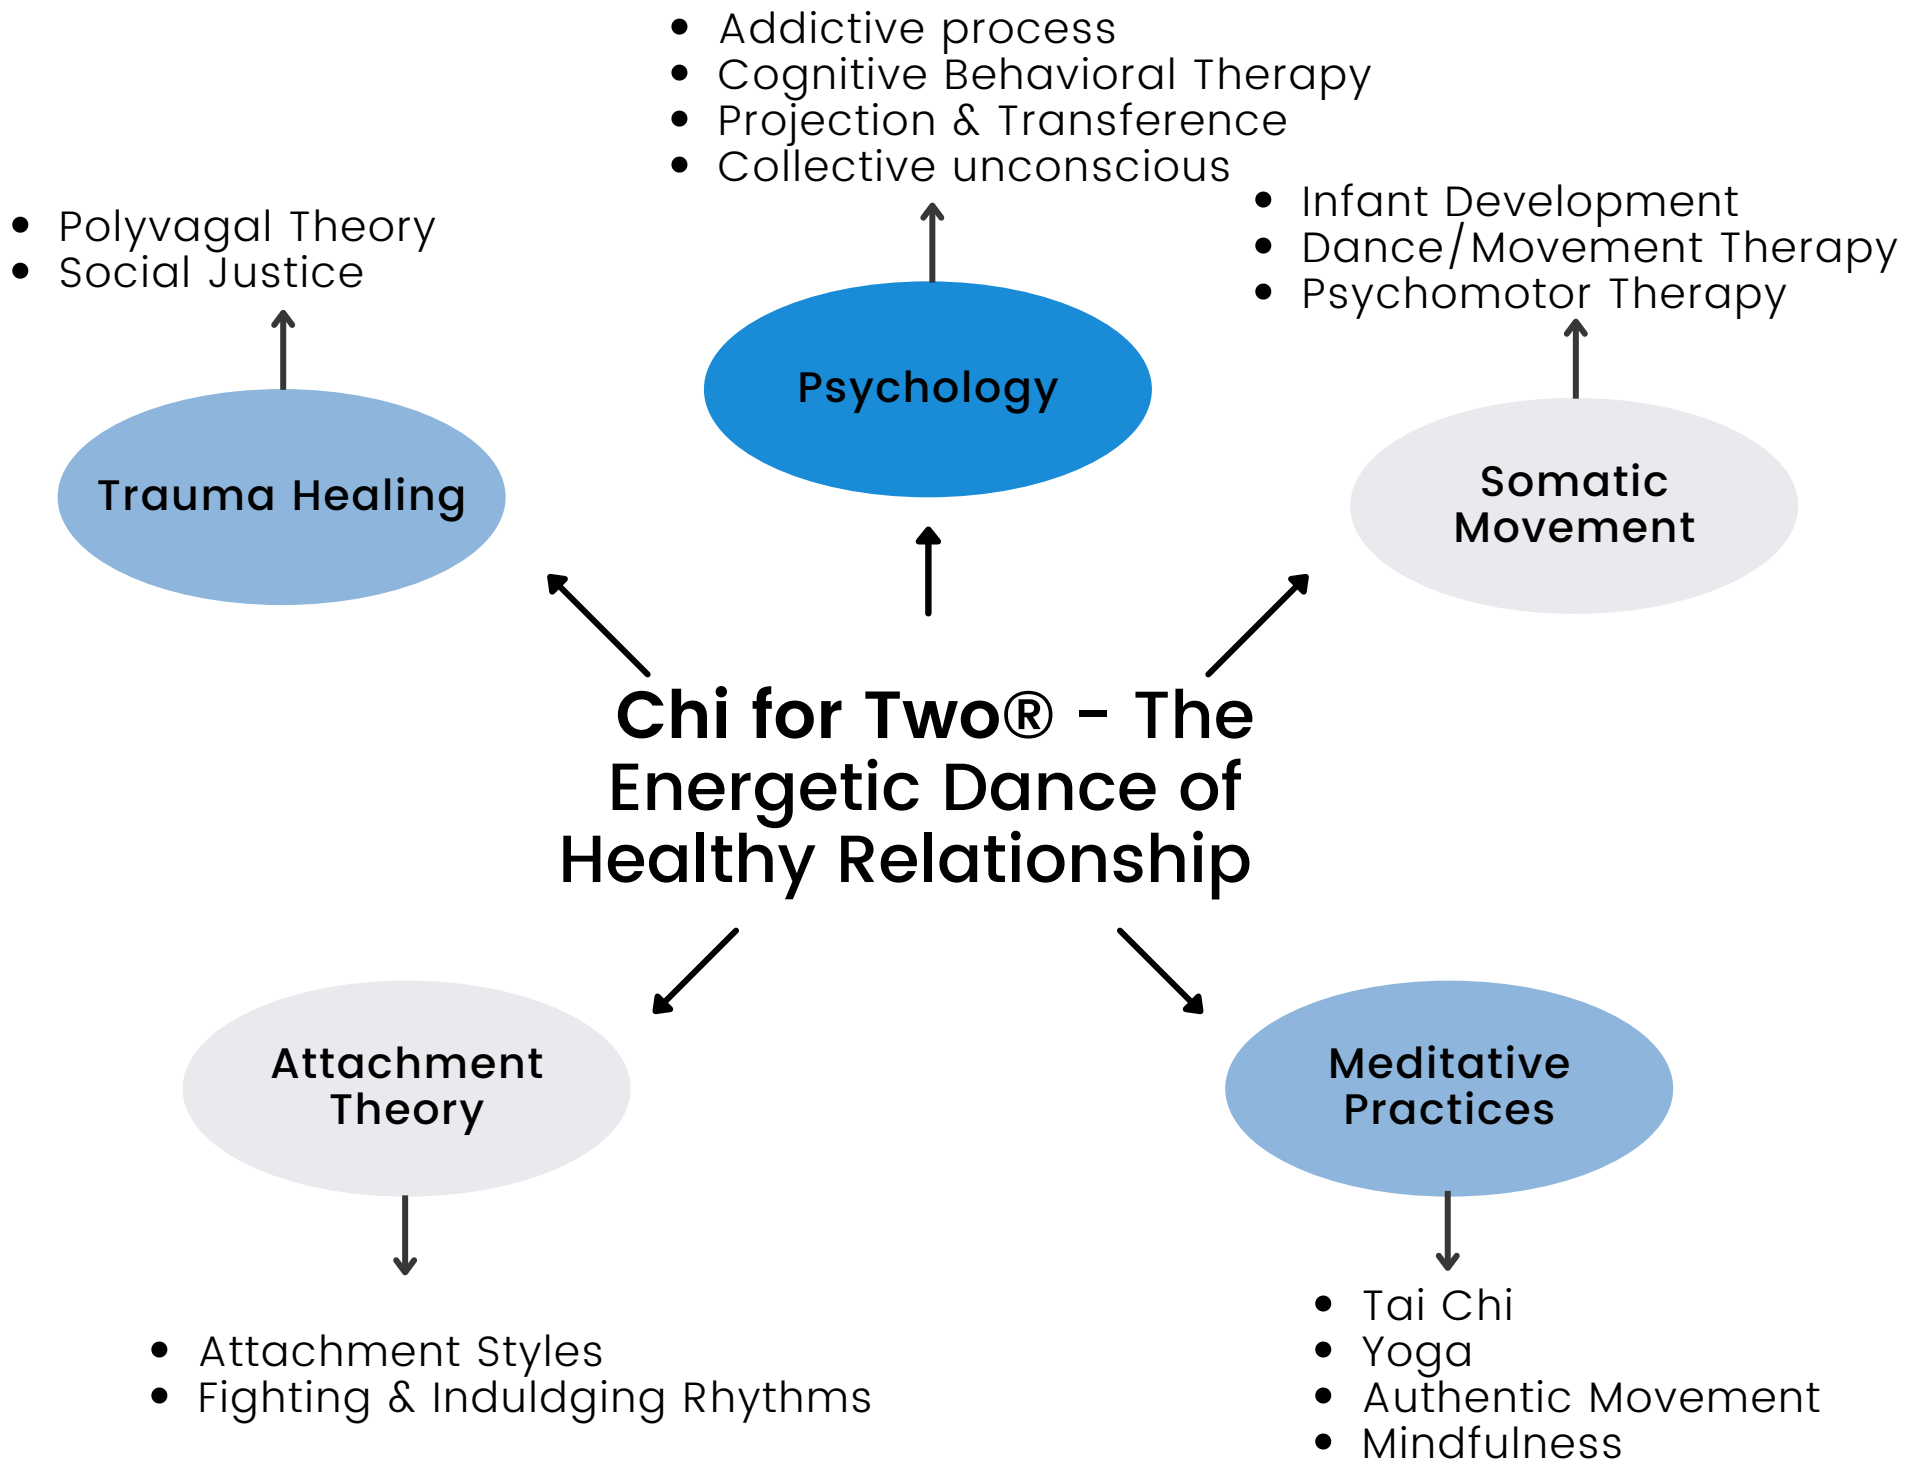 • Addictive process
• Cognitive Behavioral Therapy
• Projection & Transference
• Collective unconscious
• Polyvagal Theory
• Social Justice
• Infant Development
• Dance/Movement Therapy
• Psychomotor Therapy
Trauma Healing
Psychology
Somatic
Movement
Chi for Two® - The
Energetic Dance of
Healthy Relationship
Attachment
Theory
Meditative
Practices
• Attachment Styles
• Fighting & Induldging Rhythms
• Tai Chi
• Yoga
• Authentic Movement
• Mindfulness